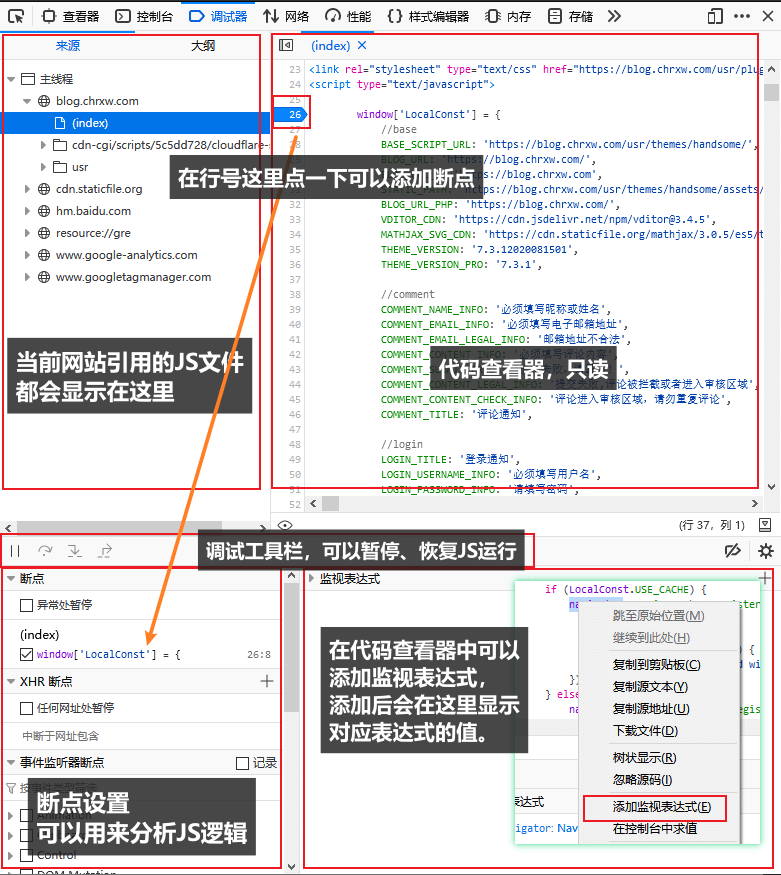 查看器 控制台 调试器 网络 性能 样式编辑器 内存 存储
来源 大纲
主线程
blog.chrxw.com
(index)
cdn-cgi/scripts/5c5dd728/cloudflare-s
usr
cdn.staticfile.org
hm.baidu.com
resource://gre
www.google-analytics.com
www.googletagmanager.com
当前网站引用的JS文件
都会显示在这里
(index)
23 <link rel="stylesheet" type="text/css" href="https://blog.chrxw.com/usr/plug
24 <script type="text/javascript">
25
26 window['LocalConst'] = {
27 //base
28 BASE_SCRIPT_URL: 'https://blog.chrxw.com/usr/themes/handsome/',
BLOG_URL: 'https://blog.chrxw.com/',
'https://blog.chrxw.com',
在行号这里点一下可以添加断点
'https://blog.chrxw.com/usr/themes/handsome/assets/
32 BLOG_URL_PHP: 'https://blog.chrxw.com/',
33 VDITOR_CDN: 'https://cdn.jsdelivr.net/npm/vditor@3.4.5',
34 MATHJAX_SVG_CDN: 'https://cdn.staticfile.org/mathjax/3.0.5/es5/t
35 THEME_VERSION: '7.3.12020081501',
36 THEME_VERSION_PRO: '7.3.1',
37
38 //comment
39 COMMENT_NAME_INFO: '必须填写昵称或姓名',
40 COMMENT_EMAIL_INFO: '必须填写电子邮箱地址',
41 COMMENT_EMAIL_LEGAL_INFO: '邮箱地址不合法',
42 COMMENT_CONTENT_INFO: '必须填写评论内容',
43
代码查看器, 只读
44 COMMENT_CONTENT_LEGAL_INFO: '提交失败,评论被拦截或者进入审核区域',
45 COMMENT_CONTENT_CHECK_INFO: '评论进入审核区域，请勿重复评论',
46 COMMENT_TITLE: '评论通知',
47
48 //login
49 LOGIN_TITLE: '登录通知',
50 LOGIN_USERNAME_INFO: '必须填写用户名',
51 LOGIN_PASSWORD_INFO: '请填写密码',
52
(行 37，列 1)
调试工具栏，可以暂停、恢复JS运行
断点
异常处暂停
(index)
window['LocalConst'] = { 26:8
XHR 断点
任何网址处暂停
中断于网址包含
事件监听器断点 记录
断点设置
可以用来分析JS逻辑
Animation
Control
DOM Mutation
监视表达式
在代码查看器中可以
添加监视表达式，
添加后会在这里显示
对应表达式的值。
if (LocalConst.USE_CACHE) {
跳至原始位置(M)
继续到此处(H)
复制到剪贴板(C)
复制源文本(Y)
复制源地址(U)
下载文件(D)
树状显示(R)
忽略源码(I)
添加监视表达式(E)
在控制台中求值
) {
d wi
})
} else
na
egis
表达式
igator: Nav